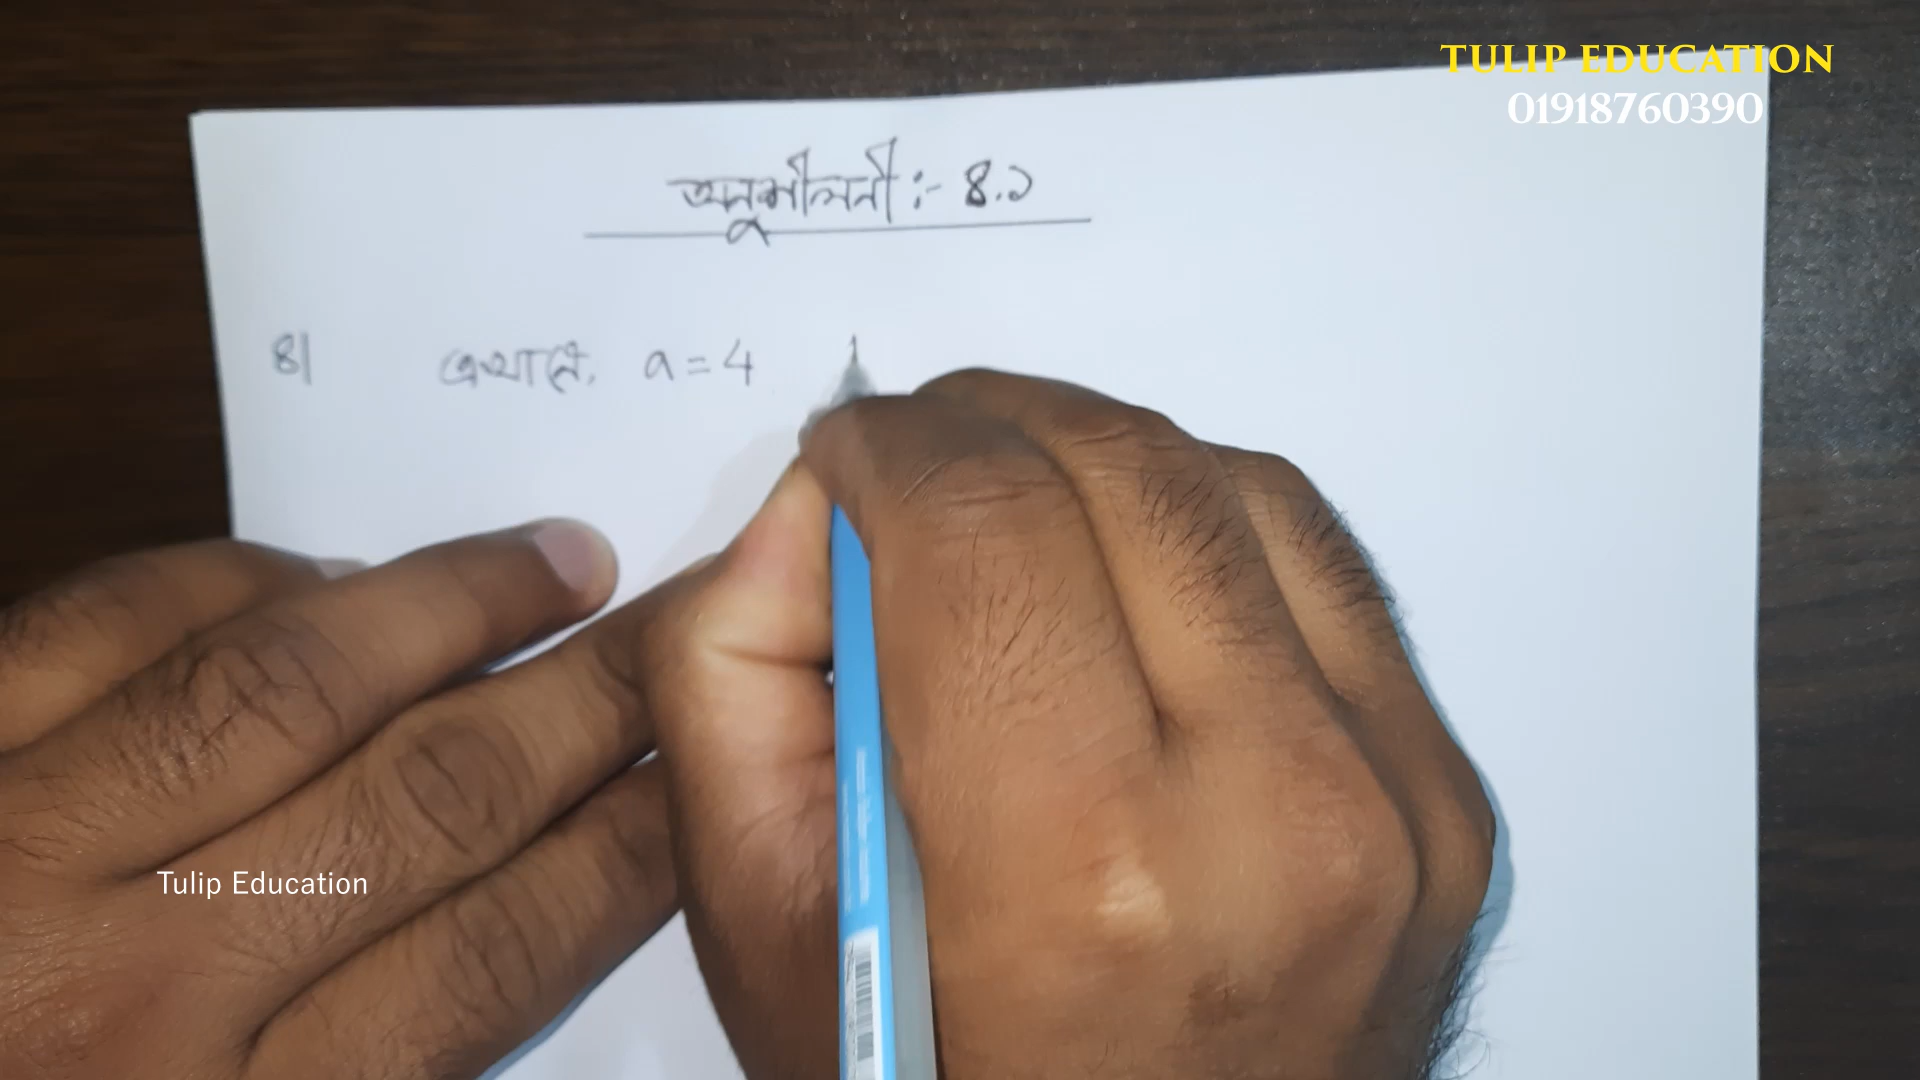 TULIP EDUCATION
01918760390
অনুশীলনী :- ৪.১
৪। এখানে, a = 4
Tulip Education